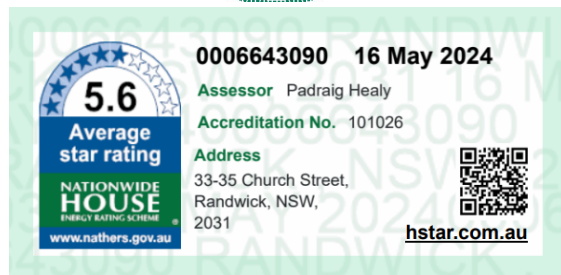 0006643090 16 May 2024
5.6
Average
star rating
NATIONWIDE
HOUSE
ENERGY RATING SCHEME
www.nathers.gov.au
Assessor Padraig Healy
Accreditation No. 101026
Address
33-35 Church Street,
Randwick, NSW,
2031
hstar.com.au